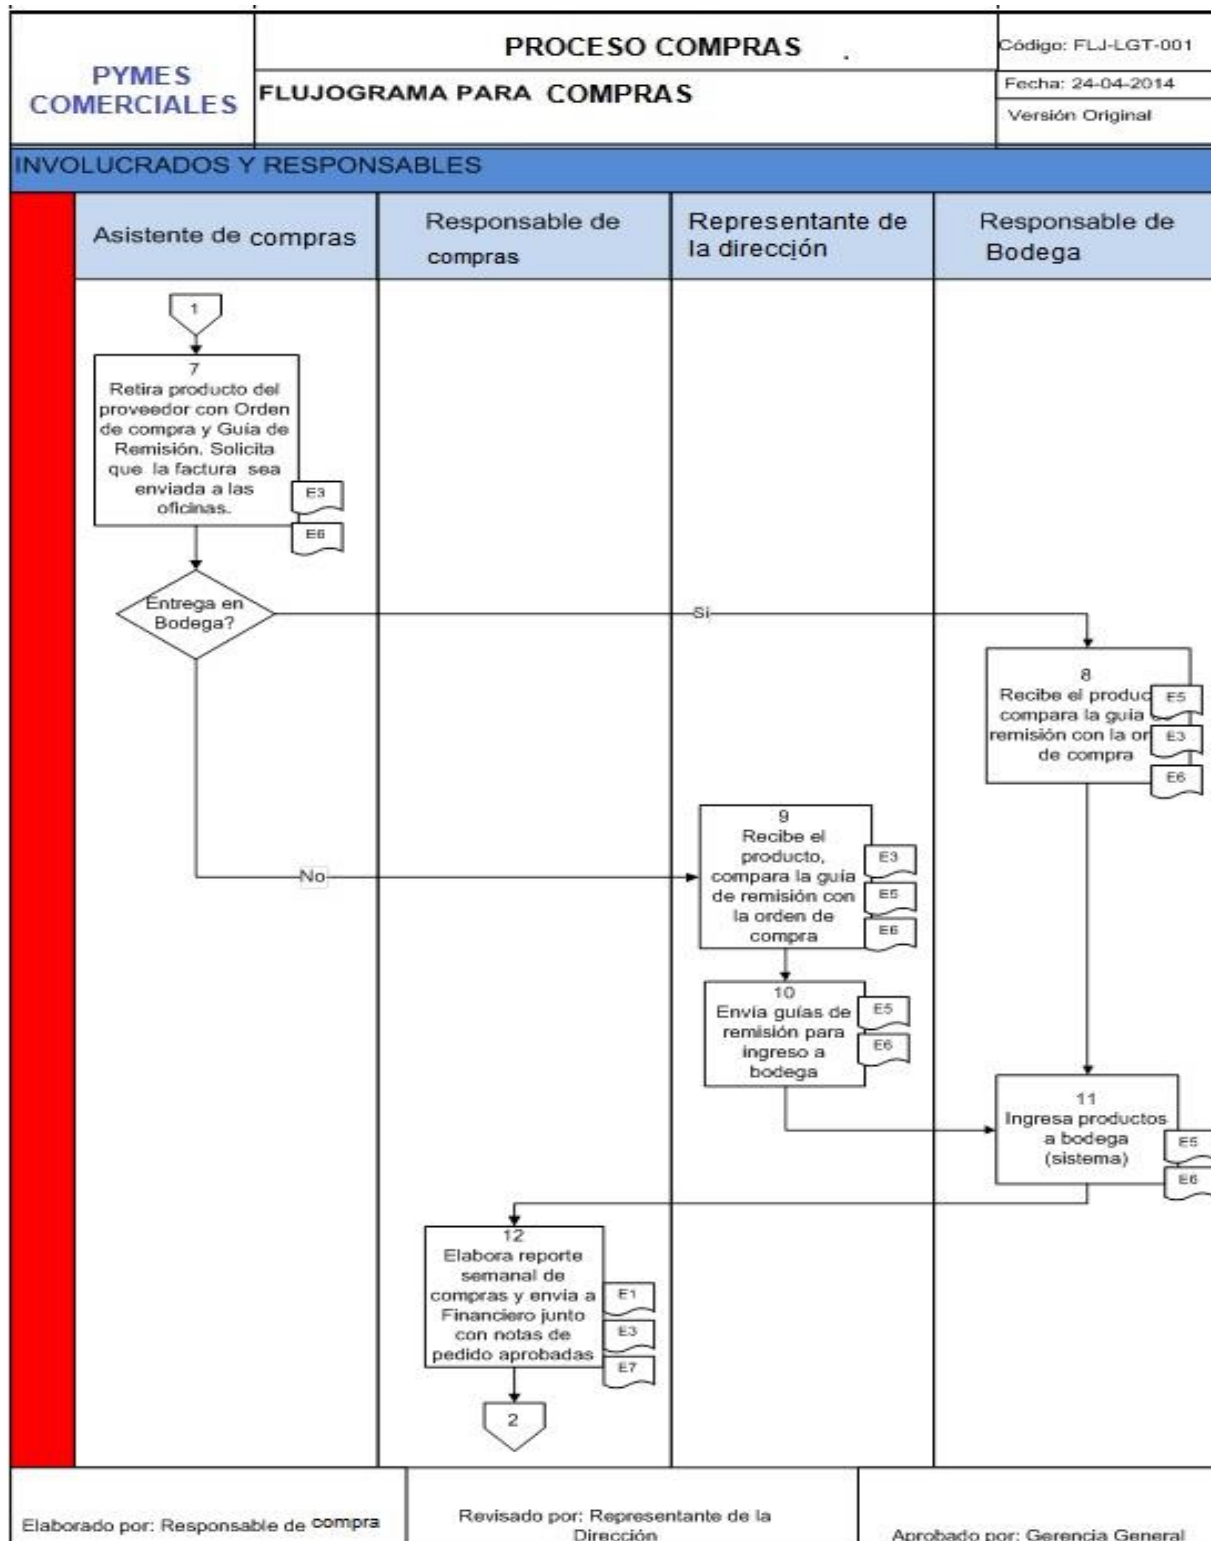 PYMES
COMERCIALES
PROCESO COMPRAS .
FLUJOGRAMA PARA COMPRAS
Código: FLJ-LGT-001
Fecha: 24-04-2014
Versión Original
INVOLUCRADOS Y RESPONSABLES
Asistente de compras
Responsable de
compras
Representante de
la dirección
Responsable de
Bodega
1
7
Retira producto del
proveedor con Orden
de compra y Guía de
Remisión. Solicita
que la factura sea
enviada a las
oficinas.
E3
E6
Entrega en
Bodega?
Si
8
Recibe el produc
compara la guia
remisión con la or
de compra
E5
E3
E6
No
9
Recibe el
producto,
compara la guia
de remisión con
la orden de
compra
E3
E5
E6
10
Envía guías de
remisión para
ingreso a
bodega
E5
E6
11
Ingresa productos
a bodega
(sistema)
E5
E6
12
Elabora reporte
semanal de
compras y envia a
Financiero junto
con notas de
pedido aprobadas
E1
E3
E7
2
Elaborado por: Responsable de compra
Revisado por: Representante de la
Dirección
Aprobado por: Gerencia General